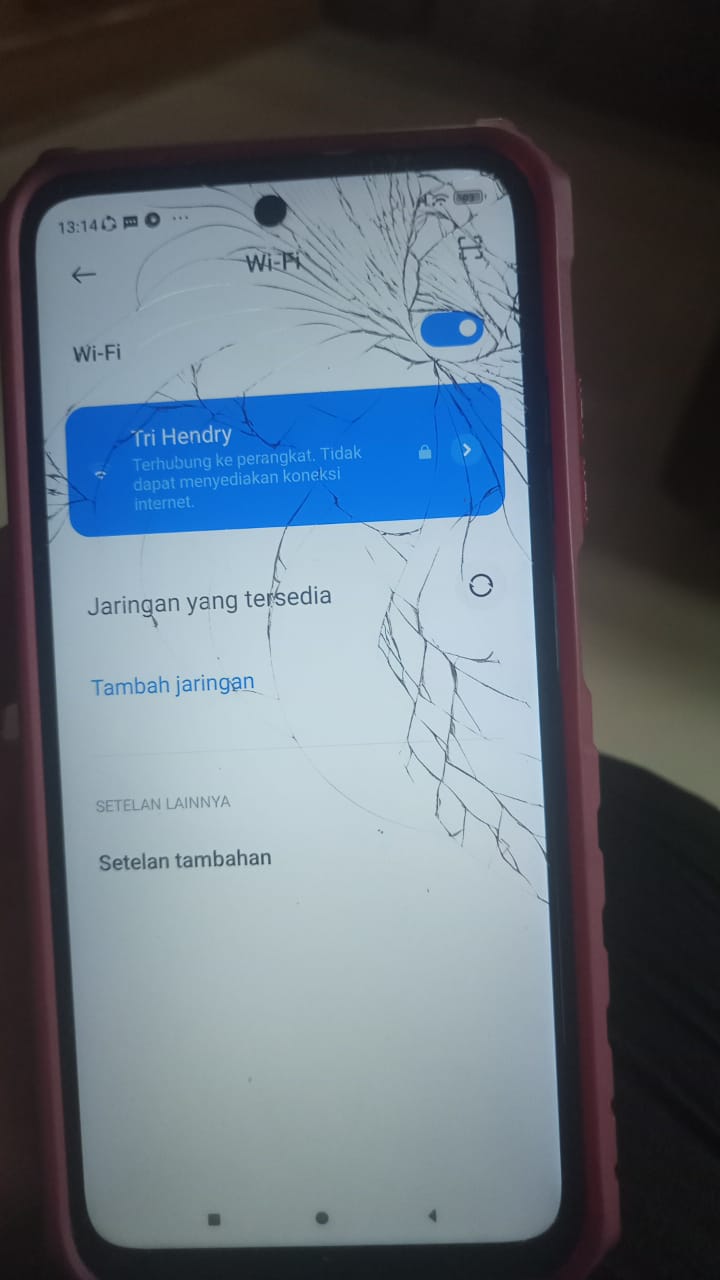 13:14
Wi-Fi
Wi-Fi
Tri Hendry
Terhubung ke perangkat. Tidak
dapat menyediakan koneksi
internet.
Jaringan yang tersedia
Tambah jaringan
SETELAN LAINNYA
Setelan tambahan